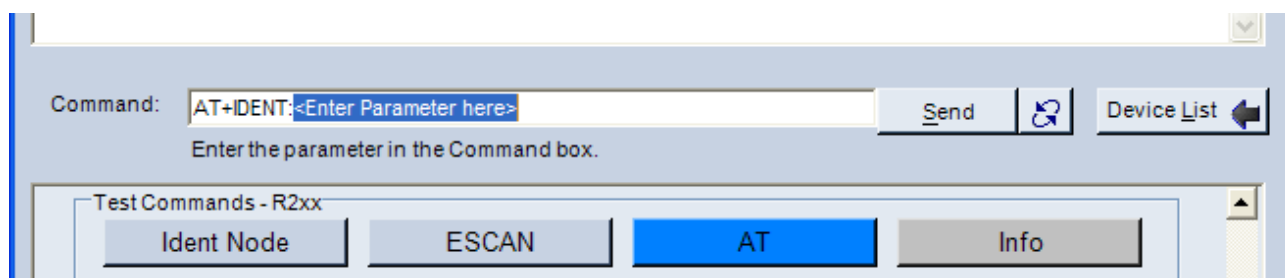 Command: AT+IDENT:<Enter Parameter here> Send Device List
Enter the parameter in the Command box.
Test Commands - R2xx
Ident Node ESCAN AT Info